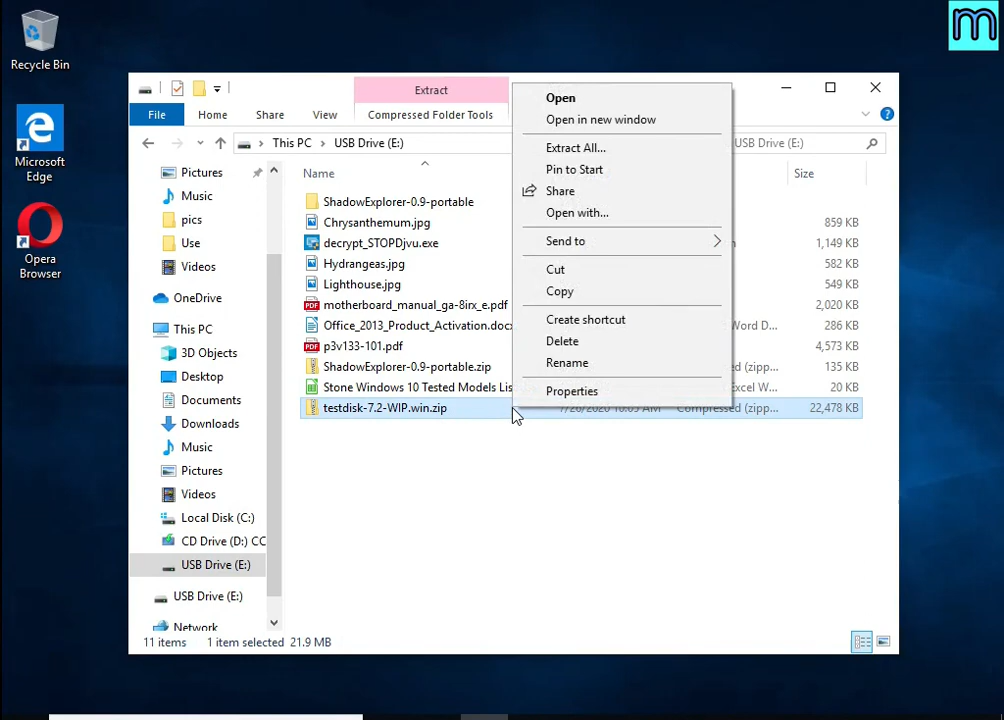 m
Recycle Bin
Microsoft
Edge
Opera
Browser
Extract
File
Home
Share
View
Compressed Folder Tools
This PC
USB Drive (E:)
USB Drive (E:)
Pictures
Music
pics
Use
Videos
OneDrive
This PC
3D Objects
Desktop
Documents
Downloads
Music
Pictures
Videos
Local Disk (C:)
CD Drive (D:) CC
USB Drive (E:)
USB Drive (E:)
Network
Name
Size
ShadowExplorer-0.9-portable
Chrysanthemum.jpg 859 KB
decrypt_STOPDjvu.exe 1,149 KB
Hydrangeas.jpg 582 KB
Lighthouse.jpg 549 KB
motherboard_manual_ga-8irx_e.pdf 2,020 KB
Office_2013_Product_Activation.docx Word D... 286 KB
p3v133-101.pdf 4,573 KB
ShadowExplorer-0.9-portable.zip (zipp... 135 KB
Stone Windows 10 Tested Models Lis Excel W... 20 KB
testdisk-7.2-WIP.win.zip Compressed (zipp... 22,478 KB
Open
Open in new window
Extract All...
Pin to Start
Share
Open with...
Send to
Cut
Copy
Create shortcut
Delete
Rename
Properties
11 items
1 item selected 21.9 MB